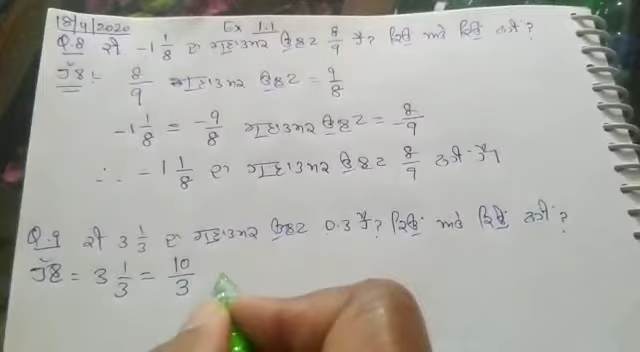 18/4/2020 Ex 1.1
Q.8 ਕੀ -1 1/8 ਦਾ ਗੁਣਾਤਮਕ ਉਲਟ 8/9 ਹੈ? ਕਿਉਂ ਅਤੇ ਕਿਉਂ ਨਹੀਂ?
ਹੱਲ: 8/9 ਗੁਣਾਤਮਕ ਉਲਟ = 9/8
-1 1/8 = -9/8 ਗੁਣਾਤਮਕ ਉਲਟ = -8/9
∴ -1 1/8 ਦਾ ਗੁਣਾਤਮਕ ਉਲਟ 8/9 ਨਹੀਂ ਹੈ।
Q.9 ਕੀ 3 1/3 ਦਾ ਗੁਣਾਤਮਕ ਉਲਟ 0.3 ਹੈ? ਕਿਉਂ ਅਤੇ ਕਿਉਂ ਨਹੀਂ?
ਹੱਲ = 3 1/3 = 10/3